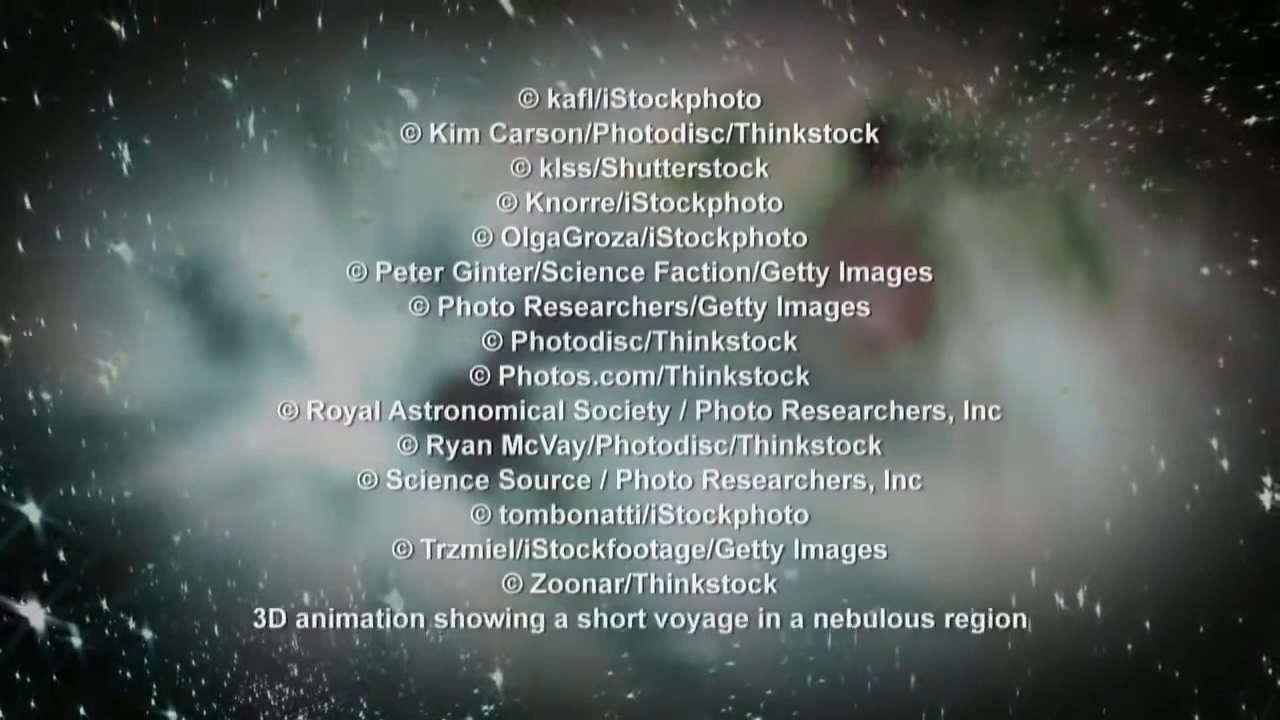 © kafl/iStockphoto
© Kim Carson/Photodisc/Thinkstock
© klss/Shutterstock
© Knorre/iStockphoto
© OlgaGroza/iStockphoto
© Peter Ginter/Science Faction/Getty Images
© Photo Researchers/Getty Images
© Photodisc/Thinkstock
© Photos.com/Thinkstock
© Royal Astronomical Society / Photo Researchers, Inc
© Ryan McVay/Photodisc/Thinkstock
© Science Source / Photo Researchers, Inc
© tombonatti/iStockphoto
© Trzmiel/iStockfootage/Getty Images
© Zoonar/Thinkstock
3D animation showing a short voyage in a nebulous region